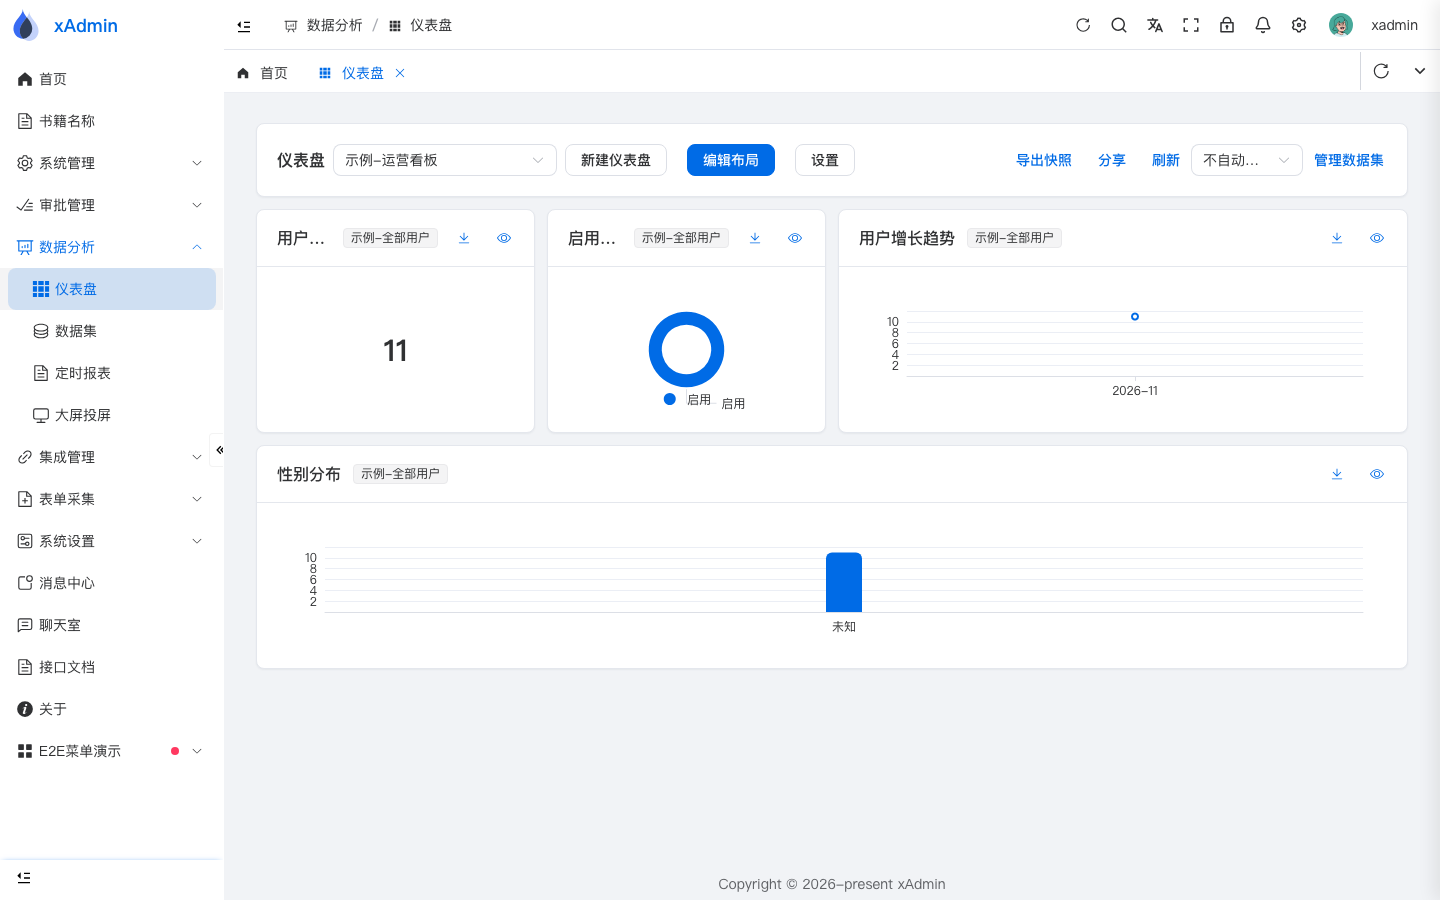 xAdmin
数据分析 / 仪表盘
xadmin
首页
仪表盘
首页
书籍名称
系统管理
审批管理
数据分析
仪表盘
数据集
定时报表
大屏投屏
集成管理
表单采集
系统设置
消息中心
聊天室
接口文档
关于
E2E菜单演示
仪表盘 示例-运营看板 新建仪表盘 编辑布局 设置 导出快照 分享 刷新 不自动... 管理数据集
用户... 示例-全部用户
11
启用... 示例-全部用户
启用
启用
用户增长趋势 示例-全部用户
10
8
6
4
2
2026-11
性别分布 示例-全部用户
10
8
6
4
2
未知
Copyright © 2026-present xAdmin